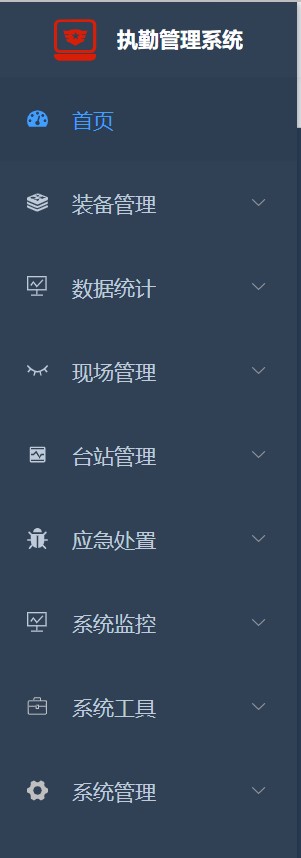 执勤管理系统
首页
装备管理
数据统计
现场管理
台站管理
应急处置
系统监控
系统工具
系统管理